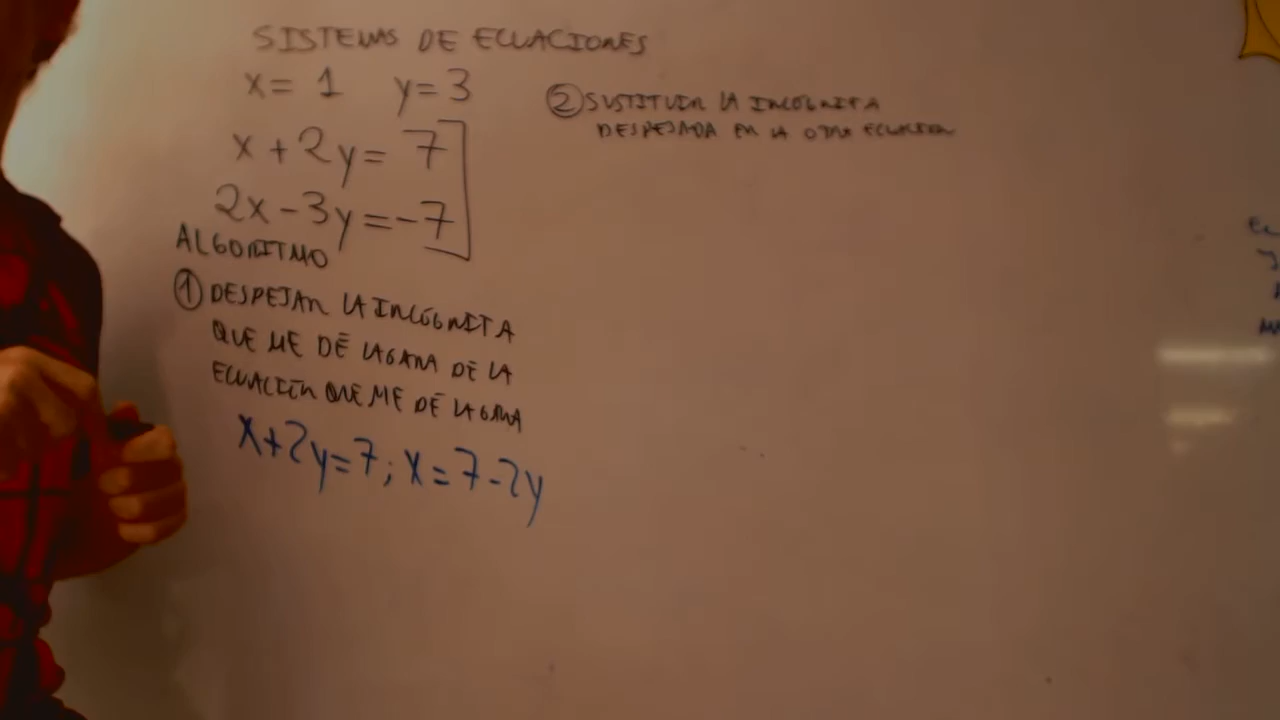 SISTEMAS DE ECUACIONES
x = 1 y = 3
x + 2y = 7
2x - 3y = -7
ALGORITMO
① DESPEJAR LA INCÓGNITA
QUE ME DÉ LA GANA DE LA
ECUACIÓN QUE ME DÉ LA GANA
x+2y=7; x=7-2y
② SUSTITUIR LA INCÓGNITA
DESPEJADA EN LA OTRA ECUACIÓN